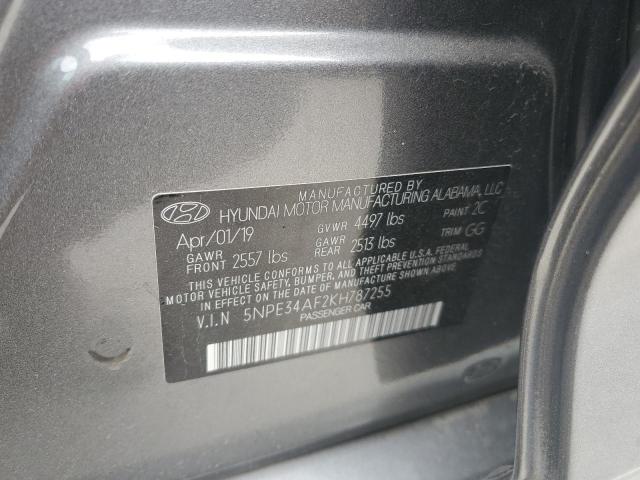 MANUFACTURED BY
HYUNDAI MOTOR MANUFACTURING ALABAMA, LLC
Apr/01/19 GVWR 4497 lbs PAINT 2C
GAWR FRONT 2557 lbs GAWR REAR 2513 lbs TRIM GG
THIS VEHICLE CONFORMS TO ALL APPLICABLE U.S.A. FEDERAL
MOTOR VEHICLE SAFETY, BUMPER, AND THEFT PREVENTION STANDARDS
IN EFFECT ON THE DATE OF MANUFACTURE SHOWN ABOVE.
V.I.N 5NPE34AF2KH787255
PASSENGER CAR